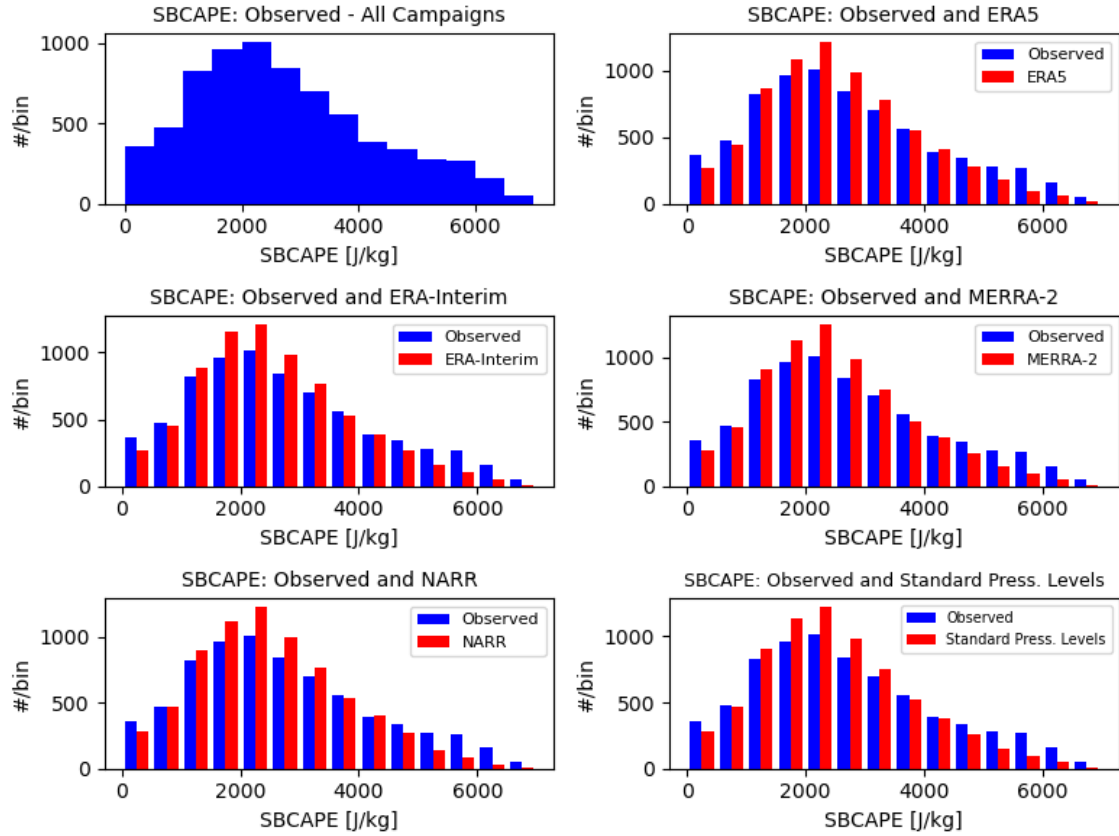 SBCAPE: Observed - All Campaigns
1000
500
0
#/bin
0 2000 4000 6000
SBCAPE [J/kg]
SBCAPE: Observed and ERA5
Observed
ERA5
1000
500
0
#/bin
0 2000 4000 6000
SBCAPE [J/kg]
SBCAPE: Observed and ERA-Interim
Observed
ERA-Interim
1000
500
0
#/bin
0 2000 4000 6000
SBCAPE [J/kg]
SBCAPE: Observed and MERRA-2
Observed
MERRA-2
1000
500
0
#/bin
0 2000 4000 6000
SBCAPE [J/kg]
SBCAPE: Observed and NARR
Observed
NARR
1000
500
0
#/bin
0 2000 4000 6000
SBCAPE [J/kg]
SBCAPE: Observed and Standard Press. Levels
Observed
Standard Press. Levels
1000
500
0
#/bin
0 2000 4000 6000
SBCAPE [J/kg]